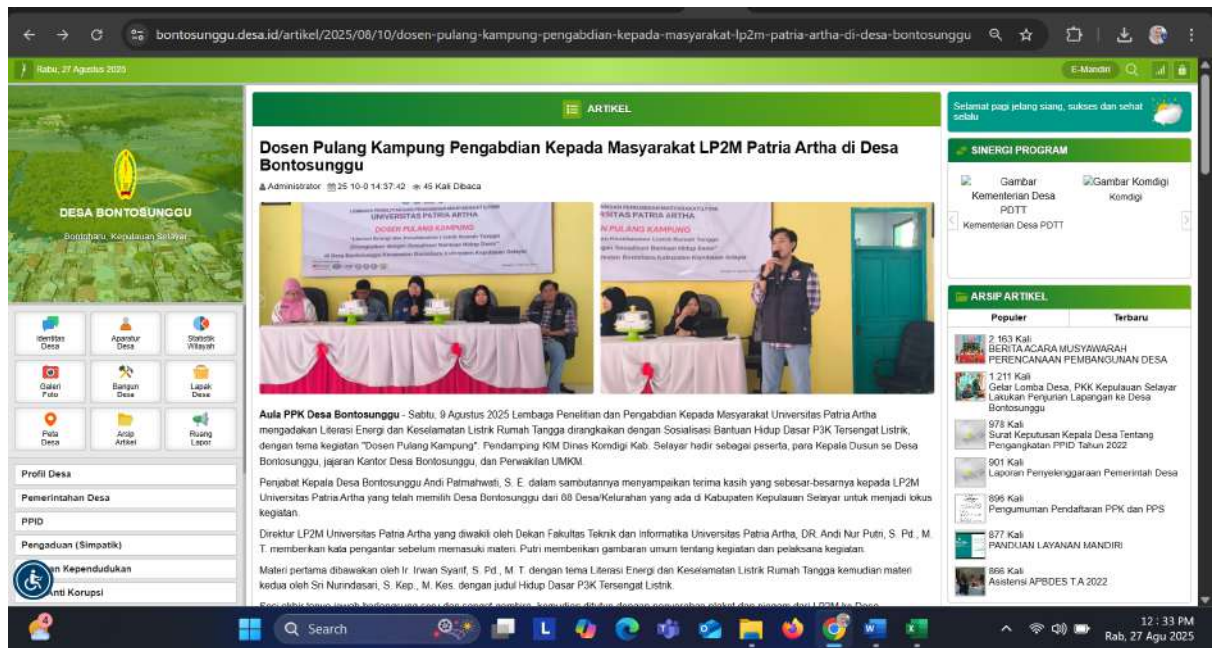 bontosunggu.desa.id/artikel/2025/08/10/dosen-pulang-kampung-pengabdian-kepada-masyarakat-lp2m-patria-artha-di-desa-bontosunggu
Rabu, 27 Agustus 2025
E-Mandiri
DESA BONTOSUNGGU
Bontoharu, Kepulauan Selayar
Identitas Desa
Aparatur Desa
Statistik Wilayah
Galeri Foto
Bangun Desa
Lapak Desa
Peta Desa
Arsip Artikel
Ruang Lapor
Profil Desa
Pemerintahan Desa
PPID
Pengaduan (Simpatik)
Kependudukan
Anti Korupsi
ARTIKEL
Dosen Pulang Kampung Pengabdian Kepada Masyarakat LP2M Patria Artha di Desa
Bontosunggu
Administrator 25 10-0 14:37:42 45 Kali Dibaca
UNIVERSITAS PATRIA ARTHA
DOSEN PULANG KAMPUNG
Aula PPK Desa Bontosunggu - Sabtu, 9 Agustus 2025 Lembaga Penelitian dan Pengabdian Kepada Masyarakat Universitas Patria Artha
mengadakan Literasi Energi dan Keselamatan Listrik Rumah Tangga dirangkaikan dengan Sosialisasi Bantuan Hidup Dasar P3K Tersengat Listrik,
dengan tema kegiatan "Dosen Pulang Kampung". Pendamping KIM Dinas Komdigi Kab. Selayar hadir sebagai peserta, para Kepala Dusun se Desa
Bontosunggu, jajaran Kantor Desa Bontosunggu, dan Perwakilan UMKM.
Penjabat Kepala Desa Bontosunggu Andi Patmahwati, S. E. dalam sambutannya menyampaikan terima kasih yang sebesar-besarnya kepada LP2M
Universitas Patria Artha yang telah memilih Desa Bontosunggu dari 88 Desa/Kelurahan yang ada di Kabupaten Kepulauan Selayar untuk menjadi lokus
kegiatan.
Direktur LP2M Universitas Patria Artha yang diwakili oleh Dekan Fakultas Teknik dan Informatika Universitas Patria Artha, DR. Andi Nur Putri, S. Pd., M.
T. memberikan kata pengantar sebelum memasuki materi. Putri memberikan gambaran umum tentang kegiatan dan pelaksana kegiatan.
Materi pertama dibawakan oleh Ir. Irwan Syarif, S. Pd., M. T. dengan tema Literasi Energi dan Keselamatan Listrik Rumah Tangga kemudian materi
kedua oleh Sri Nurindasari, S. Kep., M. Kes. dengan judul Hidup Dasar P3K Tersengat Listrik.
Selamat pagi jelang siang, sukses dan sehat
selalu
SINERGI PROGRAM
Gambar Kementerian Desa PDTT
Kementerian Desa PDTT
Gambar Komdigi
Komdigi
ARSIP ARTIKEL
Populer Terbaru
2.163 Kali
BERITA ACARA MUSYAWARAH
PERENCANAAN PEMBANGUNAN DESA
1.211 Kali
Gelar Lomba Desa, PKK Kepulauan Selayar
Lakukan Penjurian Lapangan ke Desa
Bontosunggu
978 Kali
Surat Keputusan Kepala Desa Tentang
Pengangkatan PPID Tahun 2022
901 Kali
Laporan Penyelenggaraan Pemerintah Desa
896 Kali
Pengumuman Pendaftaran PPK dan PPS
877 Kali
PANDUAN LAYANAN MANDIRI
866 Kali
Asistensi APBDES T.A 2022
4
Search
12 : 33 PM
Rab, 27 Agu 2025